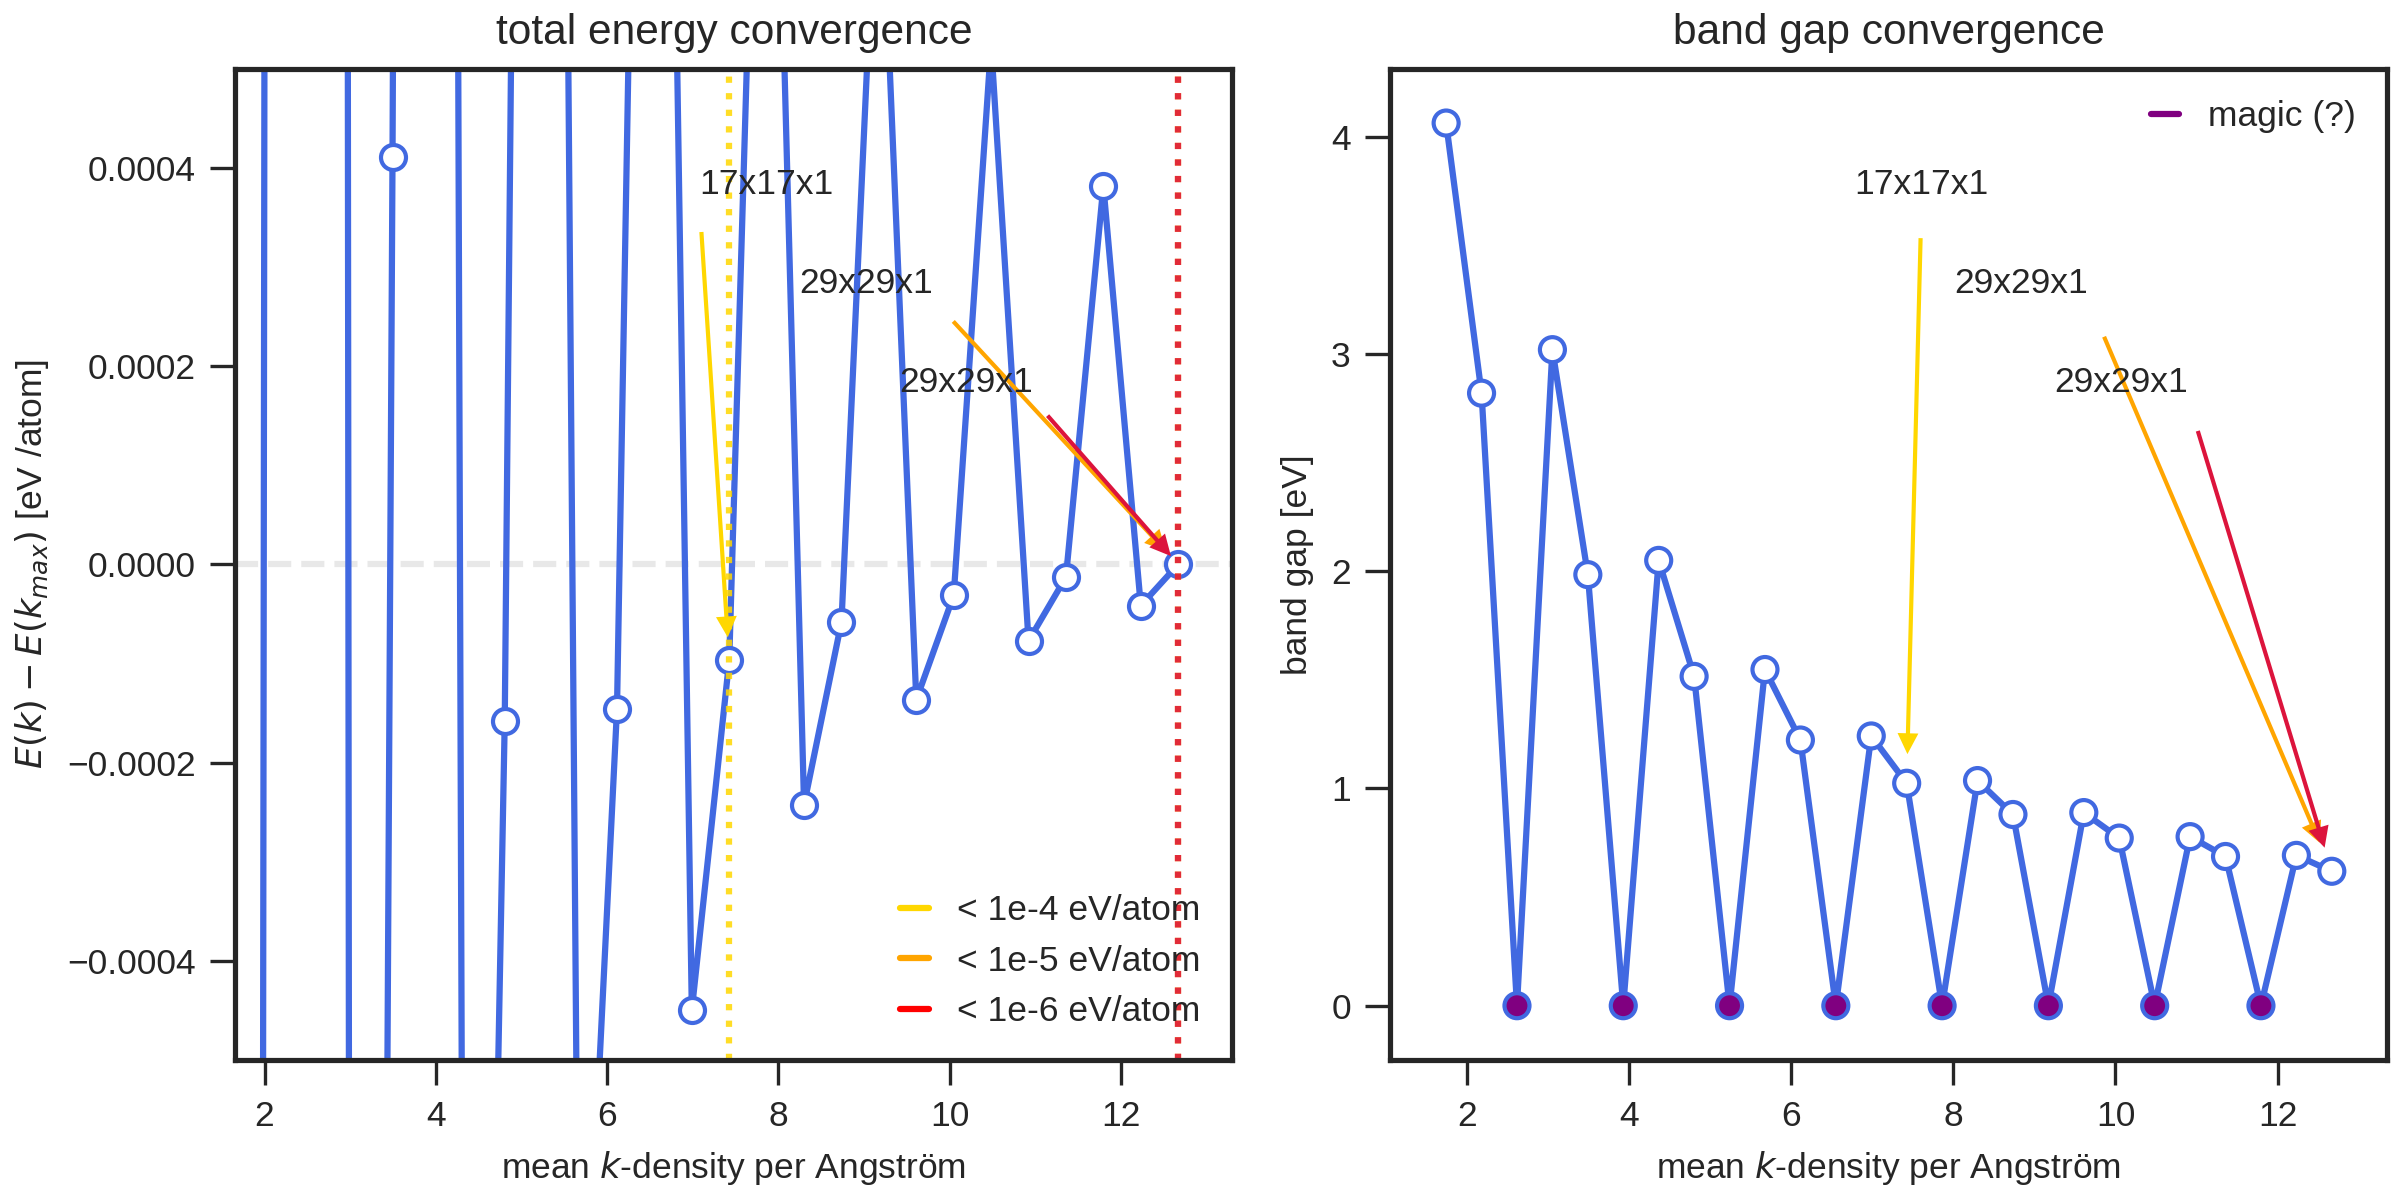 total energy convergence
0.0004
0.0002
0.0000
−0.0002
−0.0004
E(k) − E(k_max) [eV /atom]
17x17x1
29x29x1
29x29x1
< 1e-4 eV/atom
< 1e-5 eV/atom
< 1e-6 eV/atom
2 4 6 8 10 12
mean k-density per Angström
band gap convergence
4
3
2
1
0
band gap [eV]
magic (?)
17x17x1
29x29x1
29x29x1
2 4 6 8 10 12
mean k-density per Angström